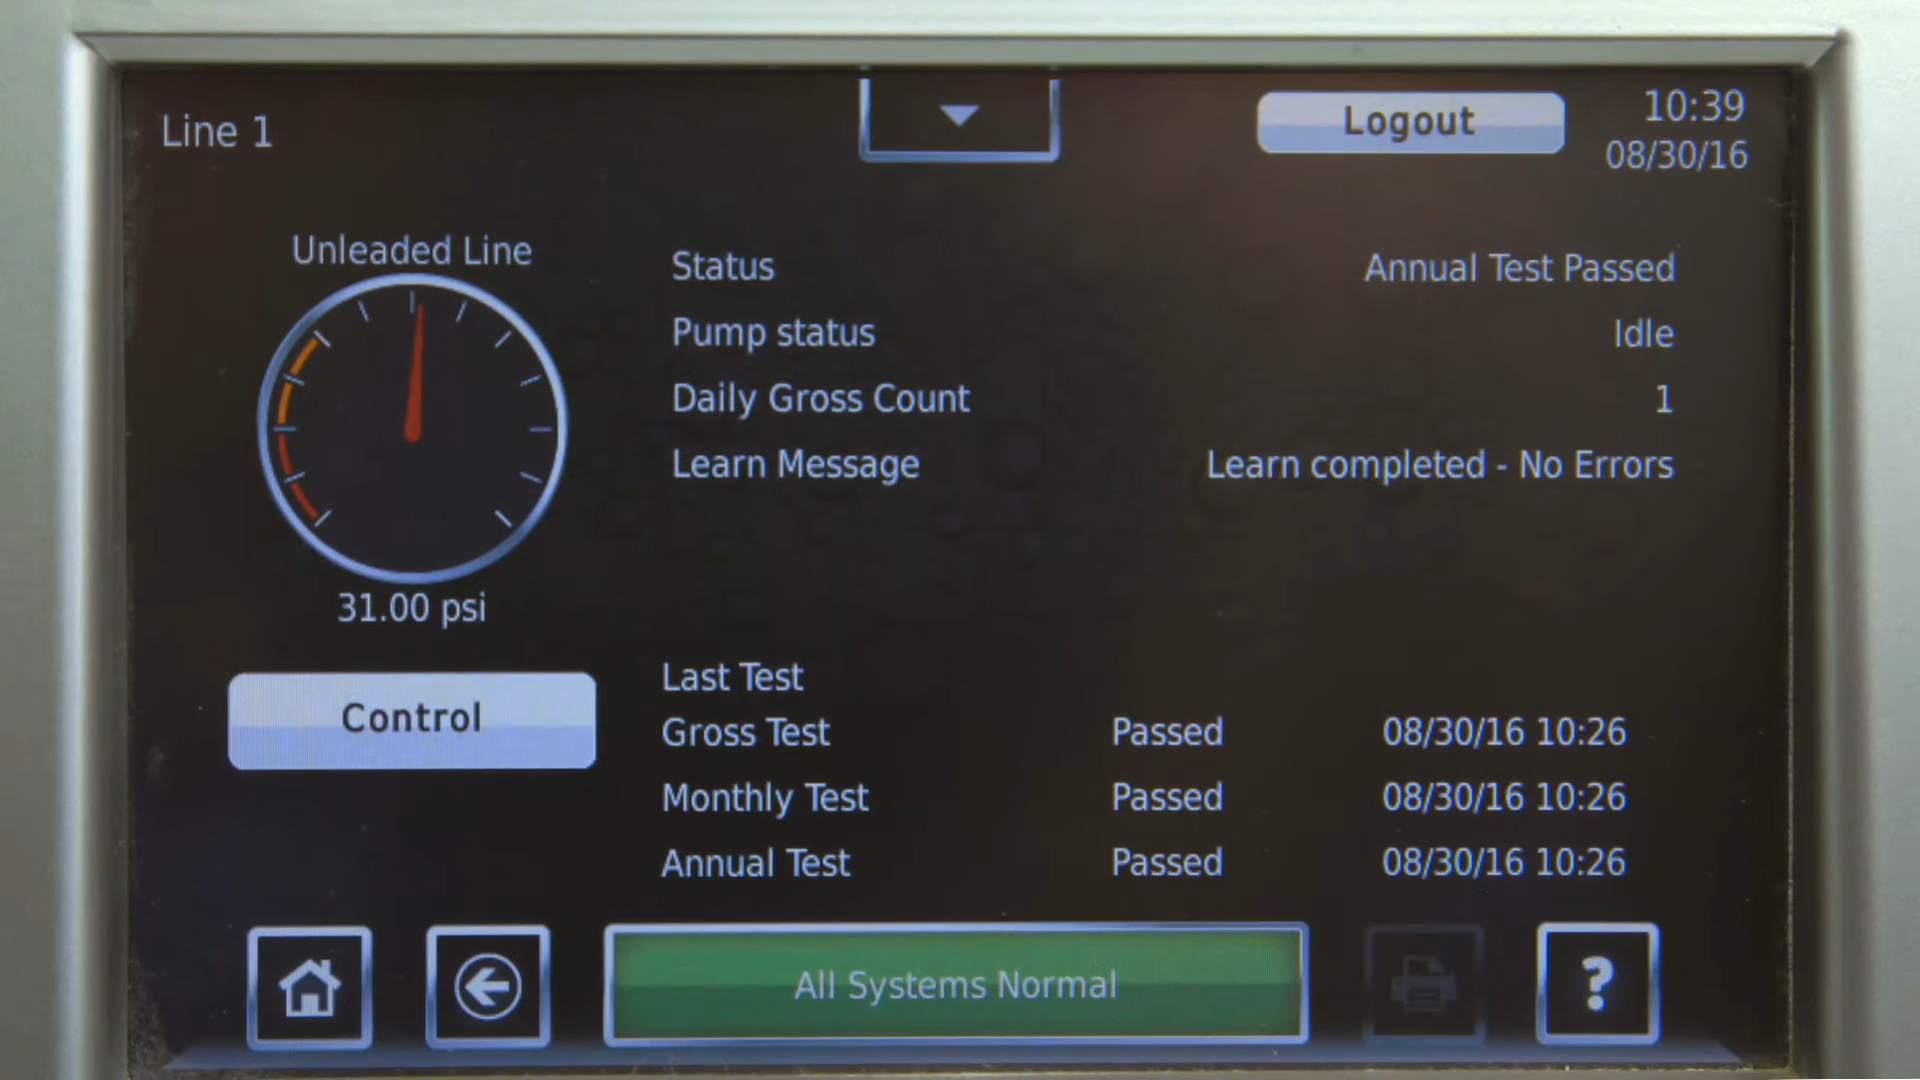 Line 1
Logout
10:39
08/30/16
Unleaded Line
31.00 psi
Control
Status Annual Test Passed
Pump status Idle
Daily Gross Count 1
Learn Message Learn completed - No Errors
Last Test
Gross Test Passed 08/30/16 10:26
Monthly Test Passed 08/30/16 10:26
Annual Test Passed 08/30/16 10:26
All Systems Normal
?